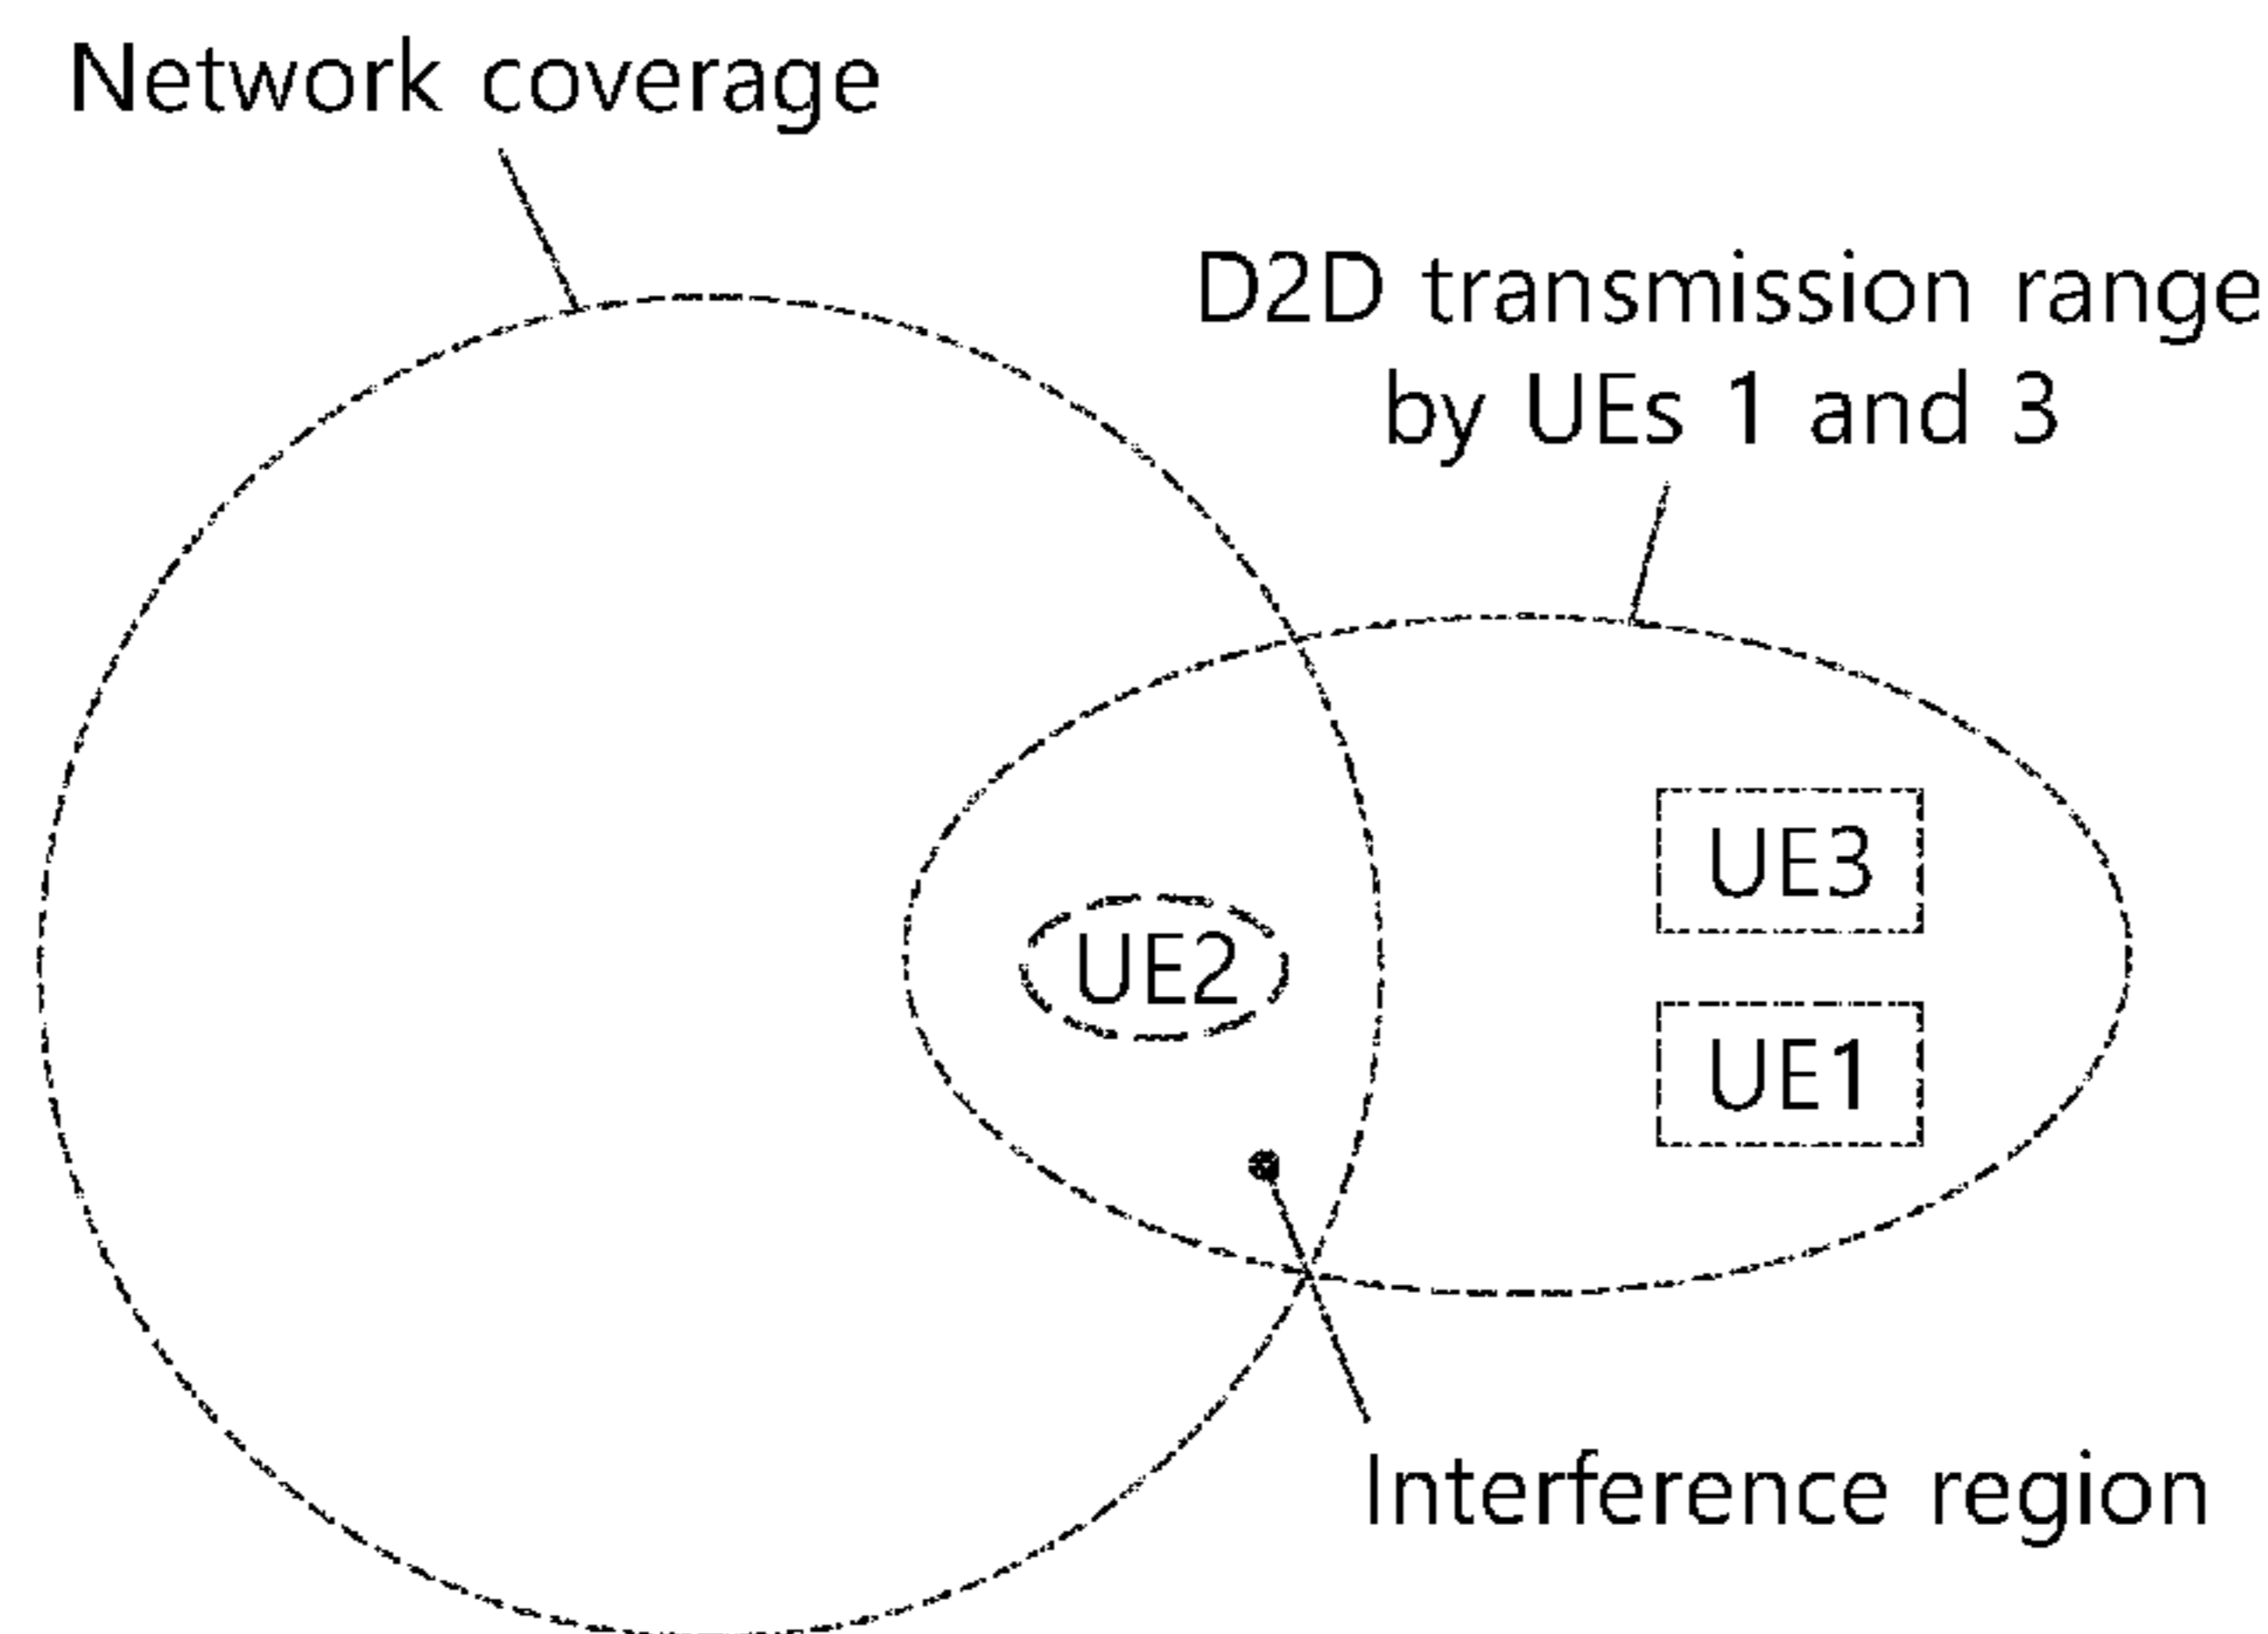 Network coverage
D2D transmission range
by UEs 1 and 3
UE3
UE2
UE1
Interference region